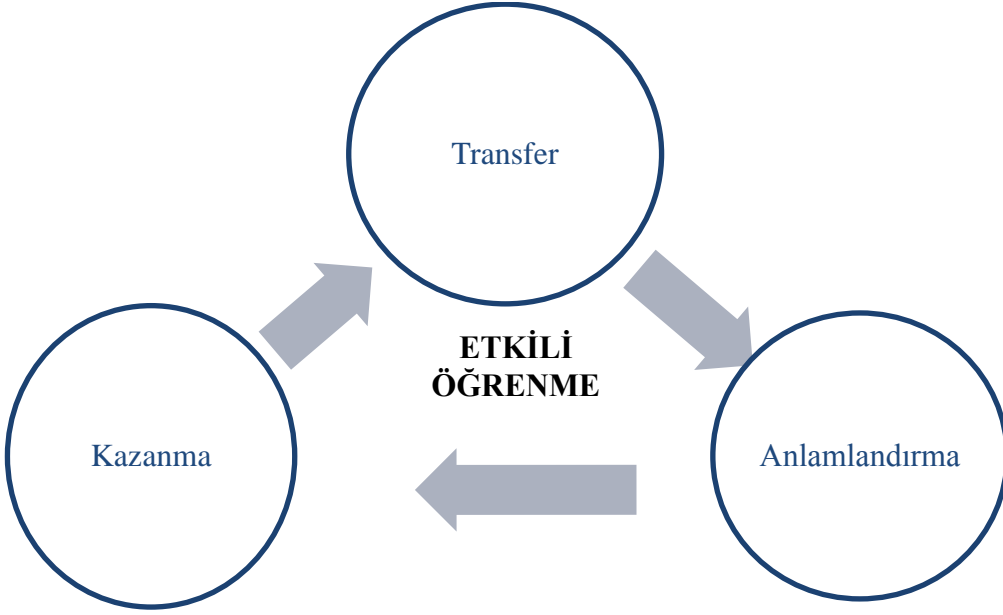 Transfer
ETKİLİ
ÖĞRENME
Kazanma
Anlamlandırma